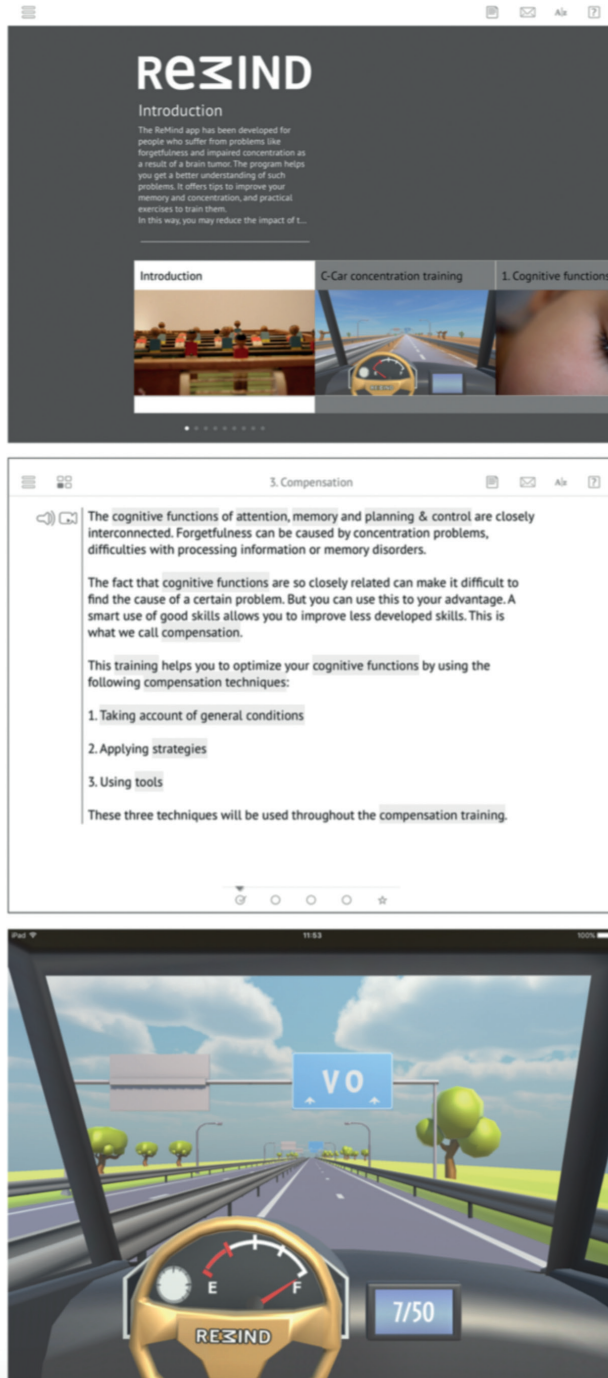 A|x
?
REMIND
Introduction
The ReMind app has been developed for
people who suffer from problems like
forgetfulness and impaired concentration as
a result of a brain tumor. The program helps
you get a better understanding of such
problems. It offers tips to improve your
memory and concentration, and practical
exercises to train them.
In this way, you may reduce the impact of t...
Introduction
C-Car concentration training
1. Cognitive functions
REMIND
3. Compensation
A|x
?
The cognitive functions of attention, memory and planning & control are closely
interconnected. Forgetfulness can be caused by concentration problems,
difficulties with processing information or memory disorders.
The fact that cognitive functions are so closely related can make it difficult to
find the cause of a certain problem. But you can use this to your advantage. A
smart use of good skills allows you to improve less developed skills. This is
what we call compensation.
This training helps you to optimize your cognitive functions by using the
following compensation techniques:
1. Taking account of general conditions
2. Applying strategies
3. Using tools
These three techniques will be used throughout the compensation training.
iPad
11:53
100%
VO
E
F
7/50
REMIND